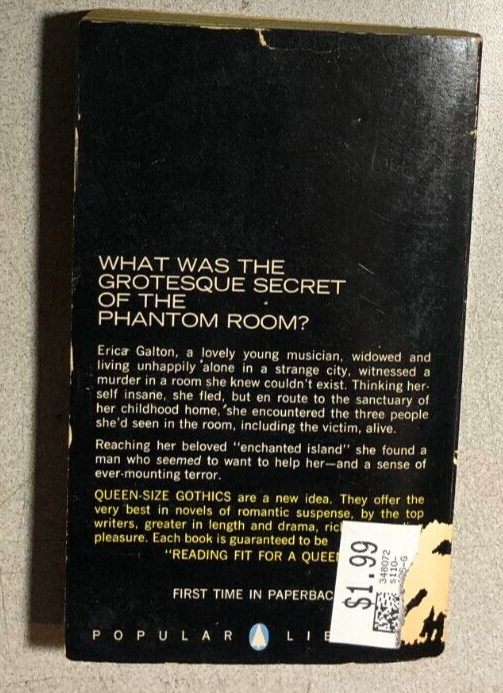 WHAT WAS THE
GROTESQUE SECRET
OF THE
PHANTOM ROOM?
Erica Galton, a lovely young musician, widowed and
living unhappily alone in a strange city, witnessed a
murder in a room she knew couldn't exist. Thinking her-
self insane, she fled, but en route to the sanctuary of
her childhood home, she encountered the three people
she'd seen in the room, including the victim, alive.
Reaching her beloved "enchanted island" she found a
man who seemed to want to help her—and a sense of
ever-mounting terror.
QUEEN-SIZE GOTHICS are a new idea. They offer the
very best in novels of romantic suspense, by the top
writers, greater in length and drama,
pleasure. Each book is guaranteed to be
"READING FIT FOR A
FIRST TIME IN
POPULAR
$1.99
348072
$110-